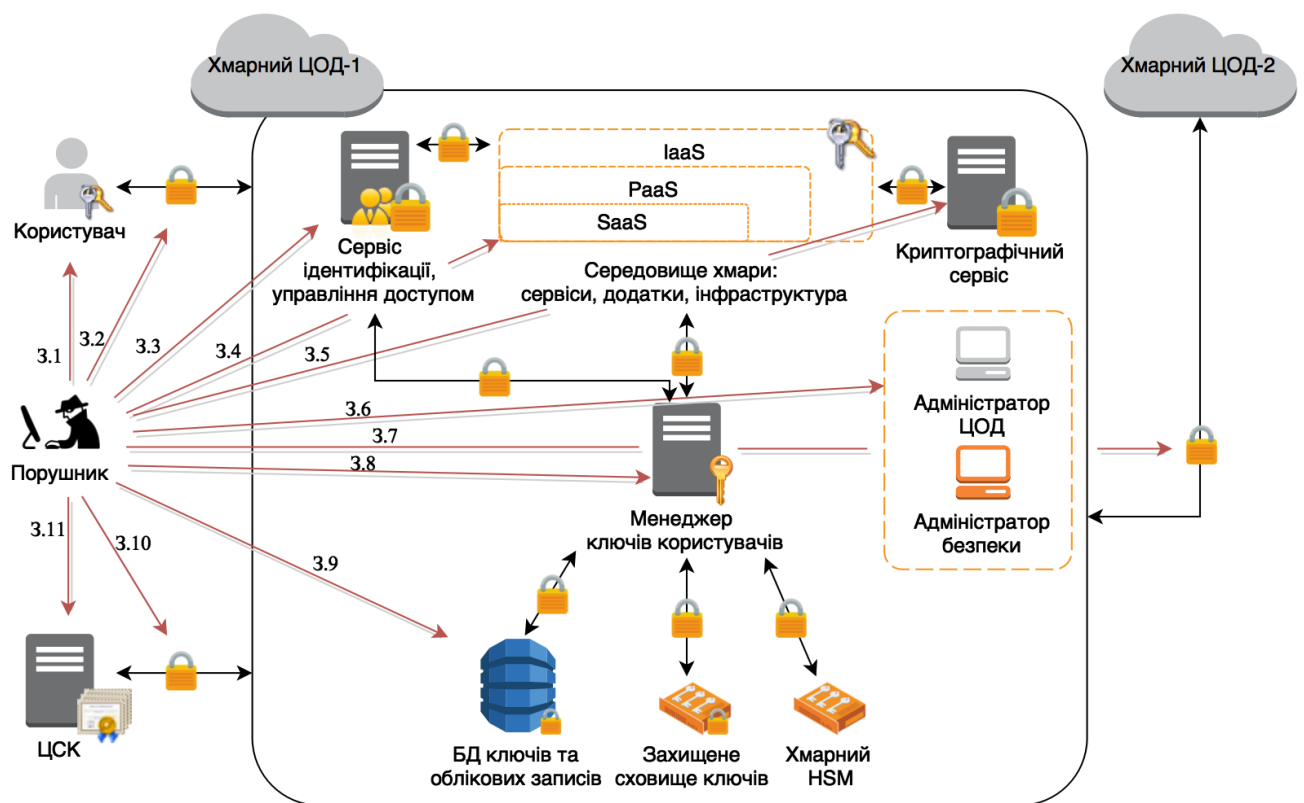 Хмарний ЦОД-1
Хмарний ЦОД-2
IaaS
PaaS
SaaS
Користувач
Сервіс
ідентифікації,
управління доступом
Середовище хмари:
сервіси, додатки, інфраструктура
Криптографічний
сервіс
3.1
3.2
3.3
3.4
3.5
3.6
3.7
3.8
Адміністратор
ЦОД
Порушник
Менеджер
ключів користувачів
Адміністратор
безпеки
3.11
3.10
3.9
ЦСК
БД ключів та
облікових записів
Захищене
сховище ключів
Хмарний
HSM